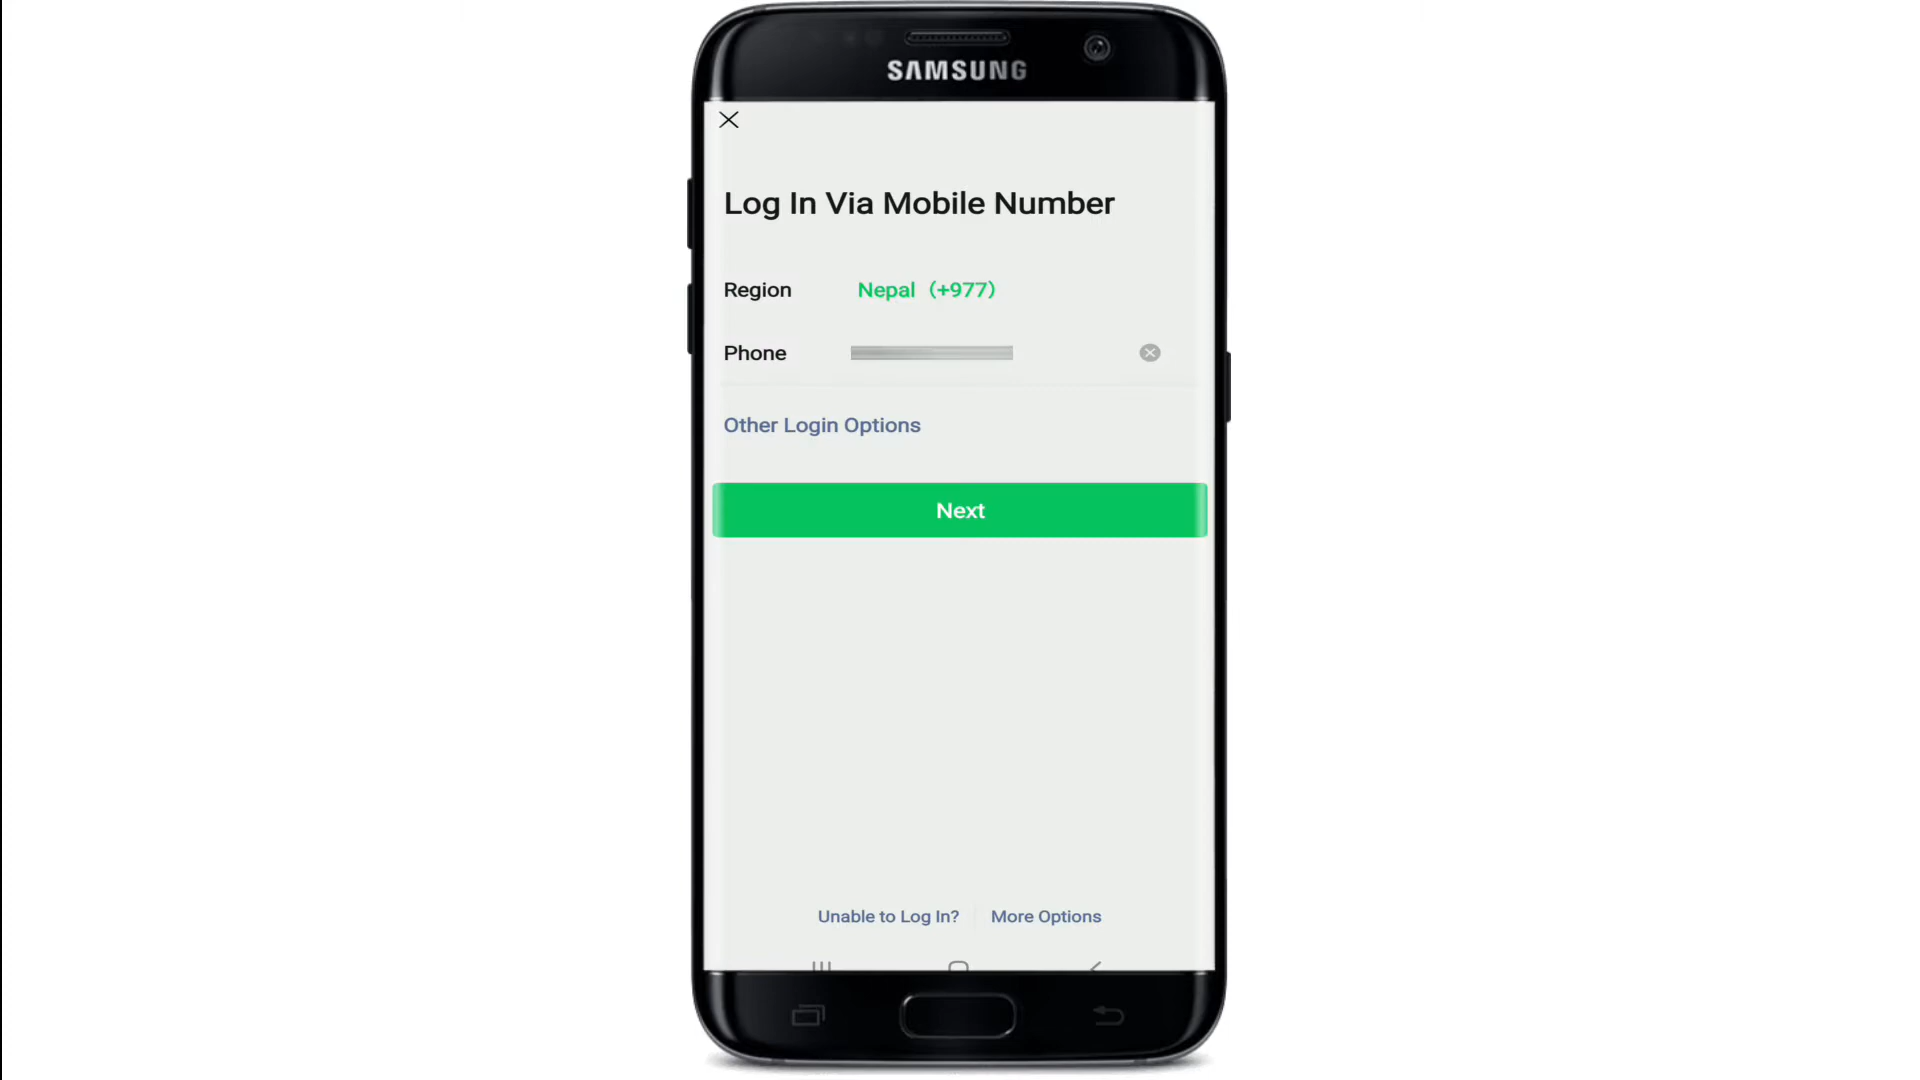 SAMSUNG
Log In Via Mobile Number
Region Nepal (+977)
Phone
Other Login Options
Next
Unable to Log In? More Options